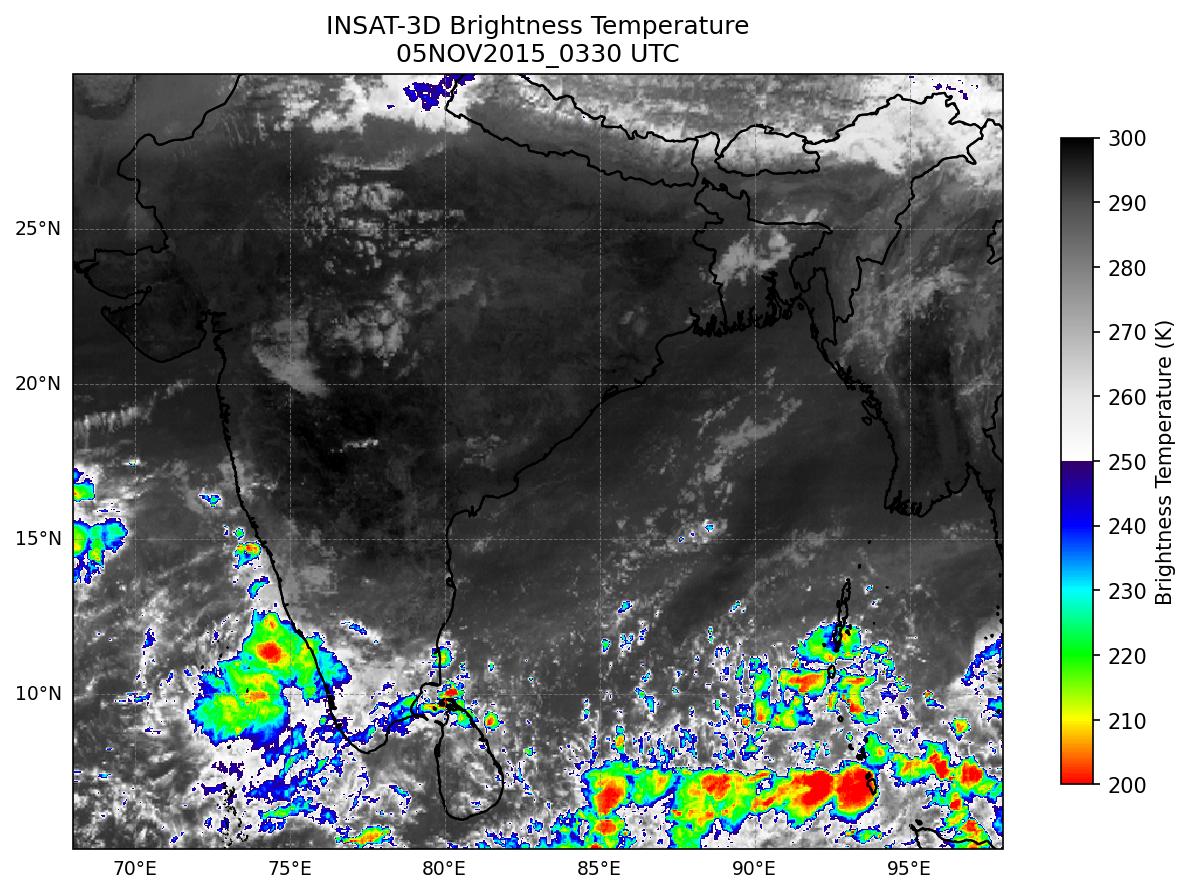 INSAT-3D Brightness Temperature
05NOV2015_0330 UTC
25°N
20°N
15°N
10°N
70°E
75°E
80°E
85°E
90°E
95°E
300
290
280
270
260
250
240
230
220
210
200
Brightness Temperature (K)